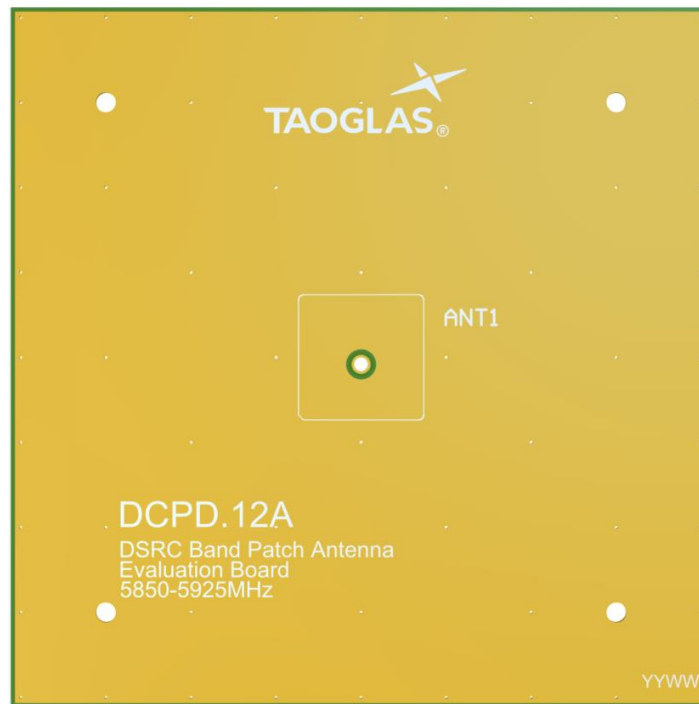 TAOGLAS®
ANT1
DCPD.12A
DSRC Band Patch Antenna
Evaluation Board
5850-5925MHz
YYWW